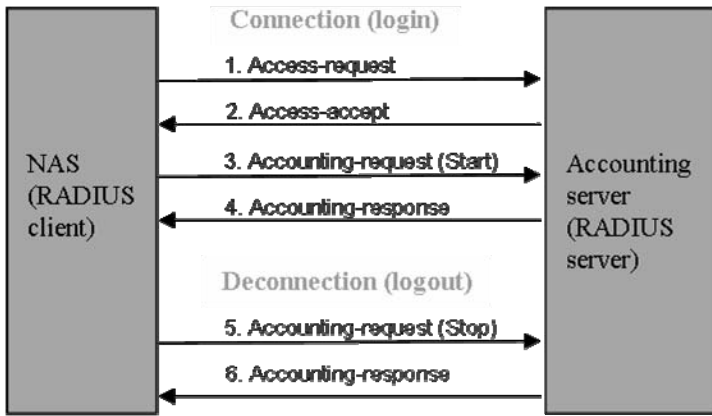 Connection (login)
1. Access-request
2. Access-accept
NAS
(RADIUS
client)
3. Accounting-request (Start)
4. Accounting-response
Accounting
server
(RADIUS
server)
Deconnection (logout)
5. Accounting-request (Stop)
6. Accounting-response